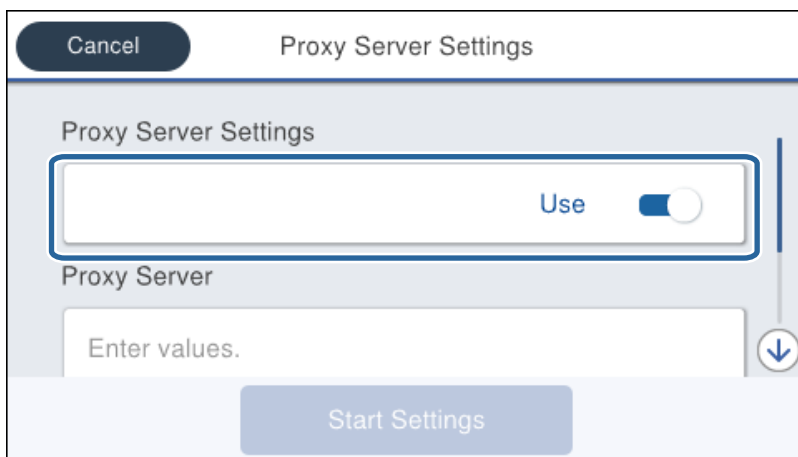 Cancel
Proxy Server Settings
Proxy Server Settings
Use
Proxy Server
Enter values.
Start Settings